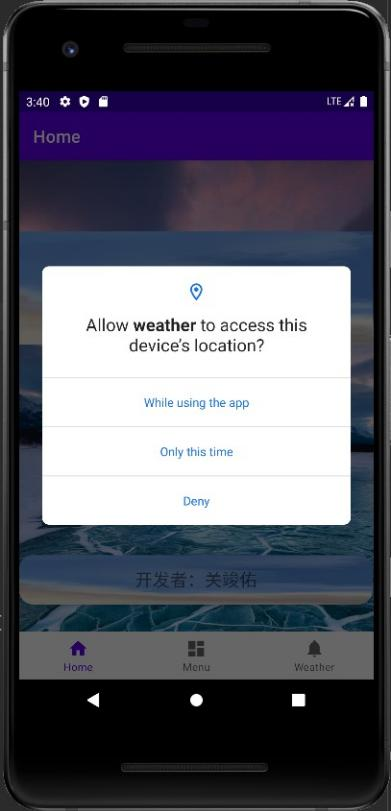 3:40 LTE
Home
Allow weather to access this
device's location?
While using the app
Only this time
Deny
开发者：关竣佑
Home Menu Weather